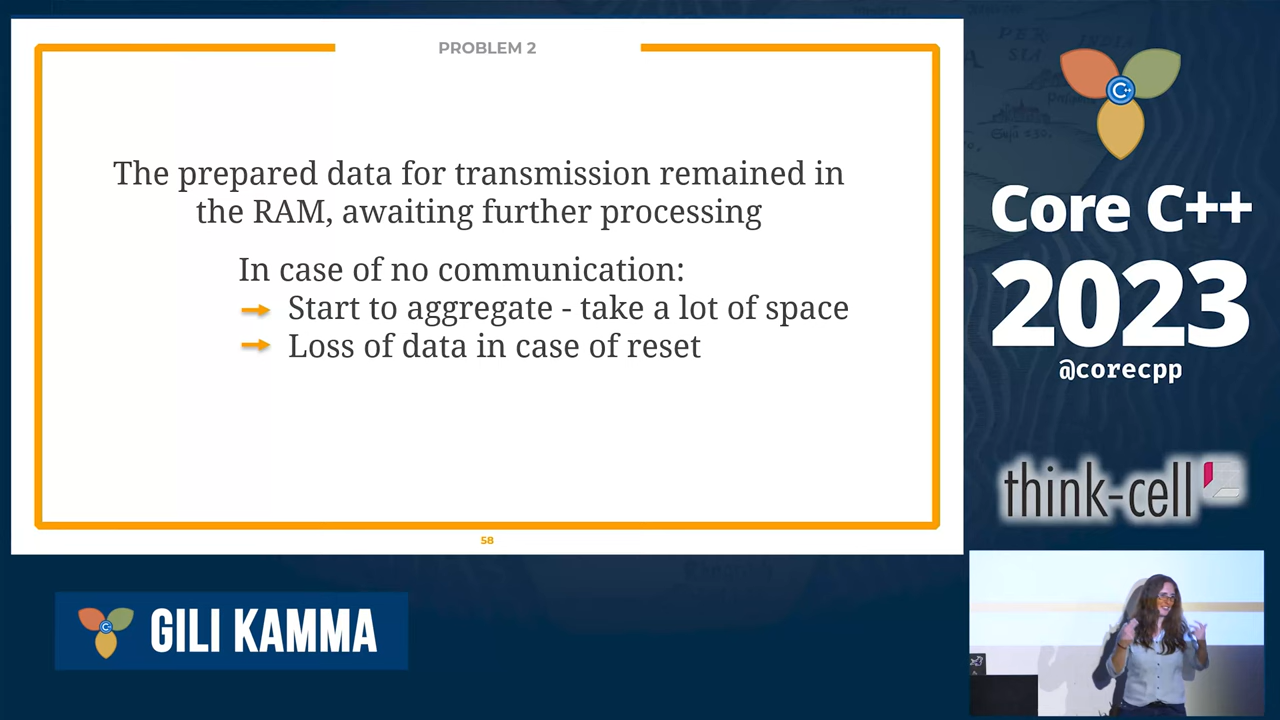 PROBLEM 2
The prepared data for transmission remained in
the RAM, awaiting further processing
In case of no communication:
Start to aggregate - take a lot of space
Loss of data in case of reset
58
C++
Core C++
2023
@corecpp
think-cell
GILI KAMMA